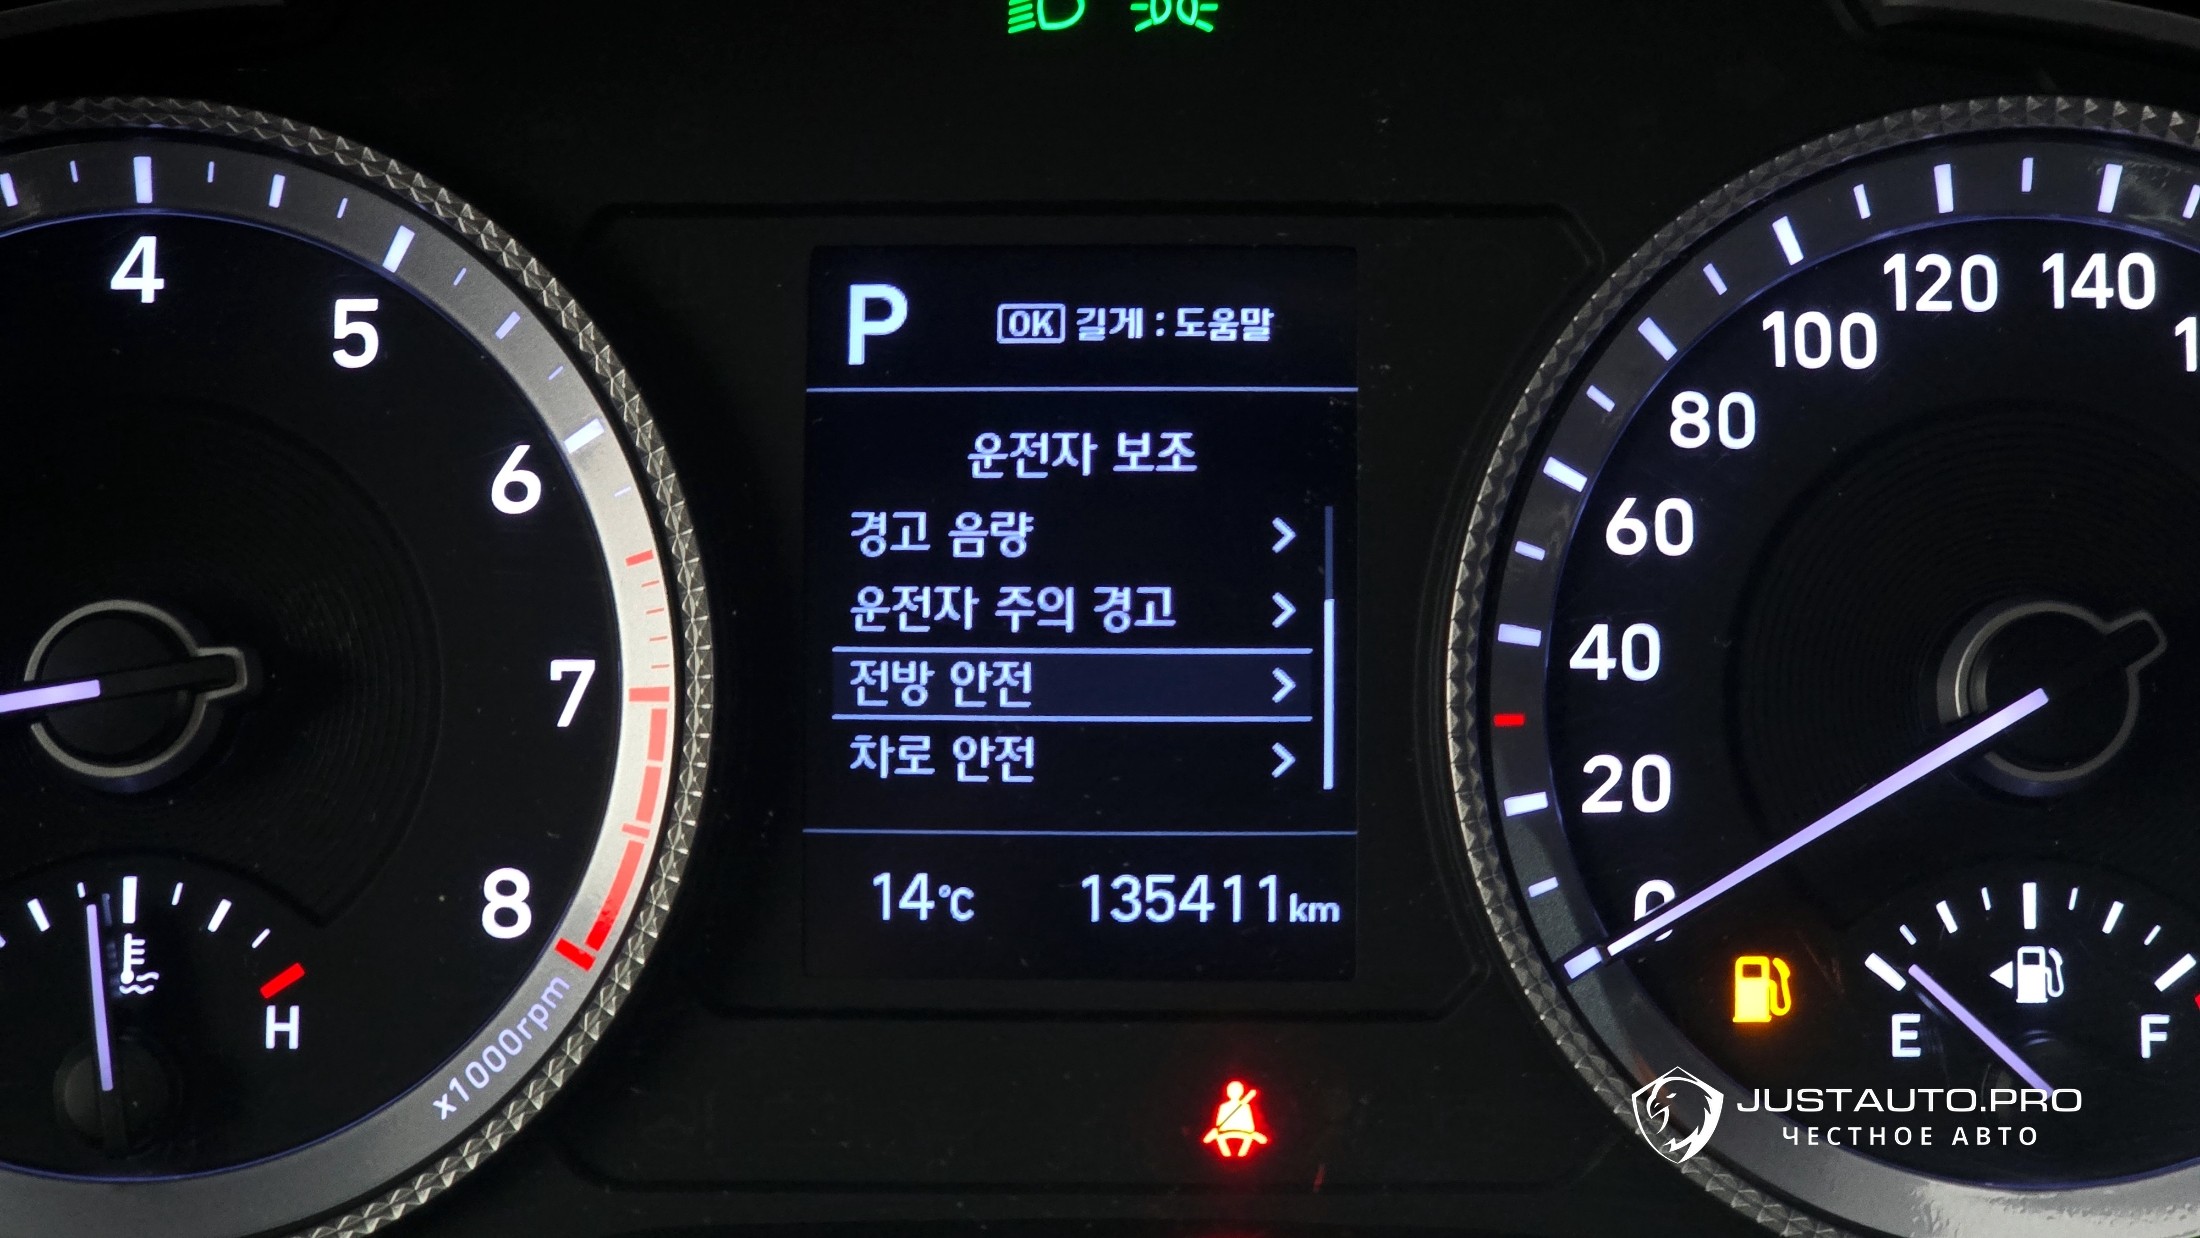 4
5
6
7
8
x1000rpm
H
P
OK 길게 : 도움말
운전자 보조
경고 음량 >
운전자 주의 경고 >
전방 안전 >
차로 안전 >
14°C 135411km
0
20
40
60
80
100
120
140
E
F
JUSTAUTO.PRO
ЧЕСТНОЕ АВТО